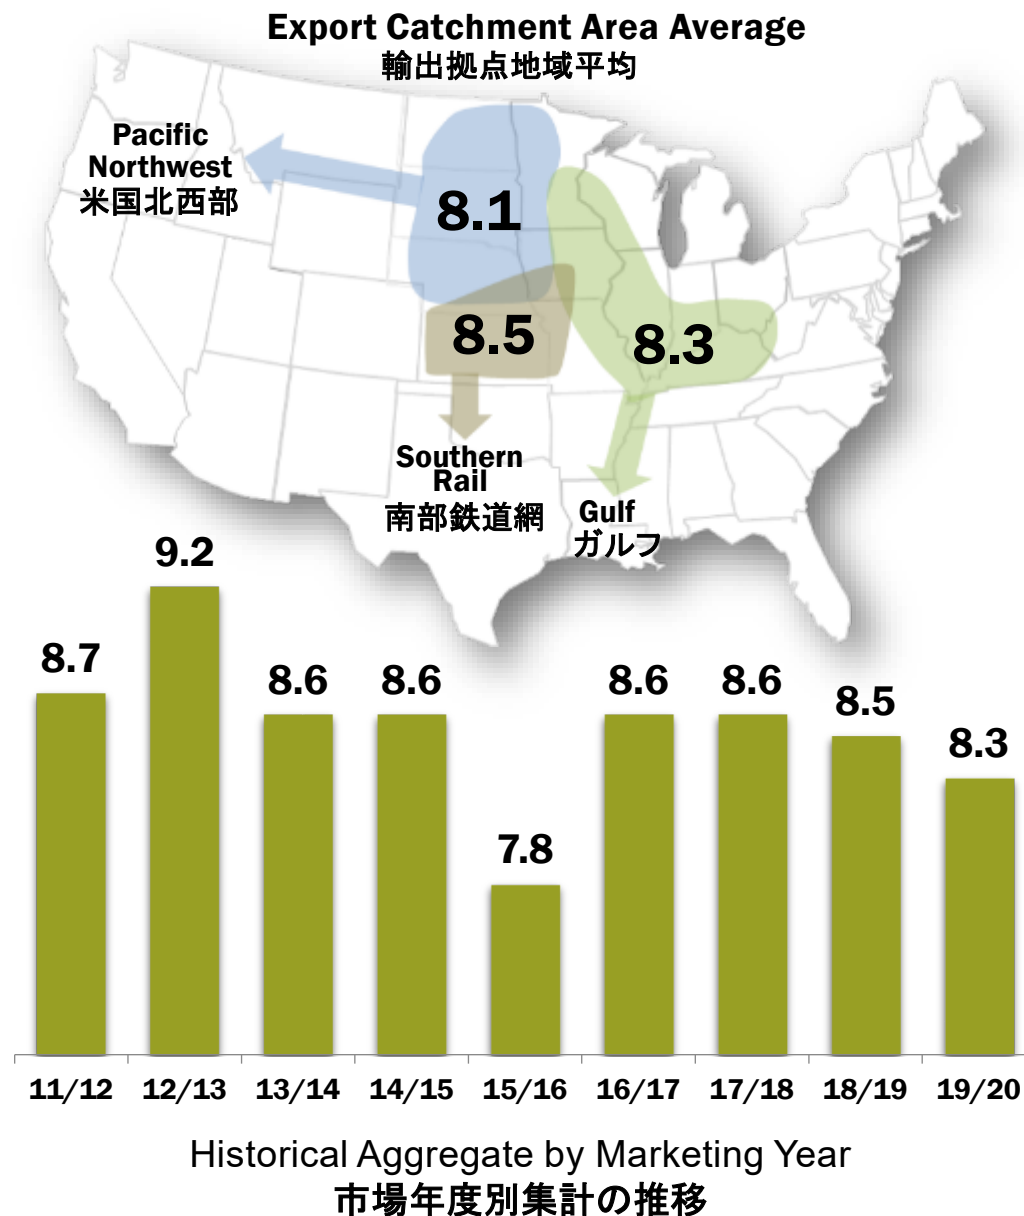 Export Catchment Area Average
輸出拠点地域平均
Pacific
Northwest
米国北西部
8.1
8.5
8.3
Southern
Rail
南部鉄道網
Gulf
ガルフ
8.7
9.2
8.6
8.6
7.8
8.6
8.6
8.5
8.3
11/12 12/13 13/14 14/15 15/16 16/17 17/18 18/19 19/20
Historical Aggregate by Marketing Year
市場年度別集計の推移